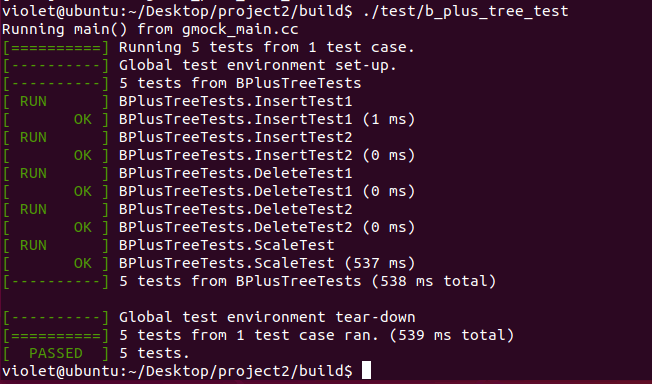 violet@ubuntu:~/Desktop/project2/build$ ./test/b_plus_tree_test
Running main() from gmock_main.cc
[==========] Running 5 tests from 1 test case.
[----------] Global test environment set-up.
[----------] 5 tests from BPlusTreeTests
[ RUN      ] BPlusTreeTests.InsertTest1
[       OK ] BPlusTreeTests.InsertTest1 (1 ms)
[ RUN      ] BPlusTreeTests.InsertTest2
[       OK ] BPlusTreeTests.InsertTest2 (0 ms)
[ RUN      ] BPlusTreeTests.DeleteTest1
[       OK ] BPlusTreeTests.DeleteTest1 (0 ms)
[ RUN      ] BPlusTreeTests.DeleteTest2
[       OK ] BPlusTreeTests.DeleteTest2 (0 ms)
[ RUN      ] BPlusTreeTests.ScaleTest
[       OK ] BPlusTreeTests.ScaleTest (537 ms)
[----------] 5 tests from BPlusTreeTests (538 ms total)

[----------] Global test environment tear-down
[==========] 5 tests from 1 test case ran. (539 ms total)
[  PASSED  ] 5 tests.
violet@ubuntu:~/Desktop/project2/build$